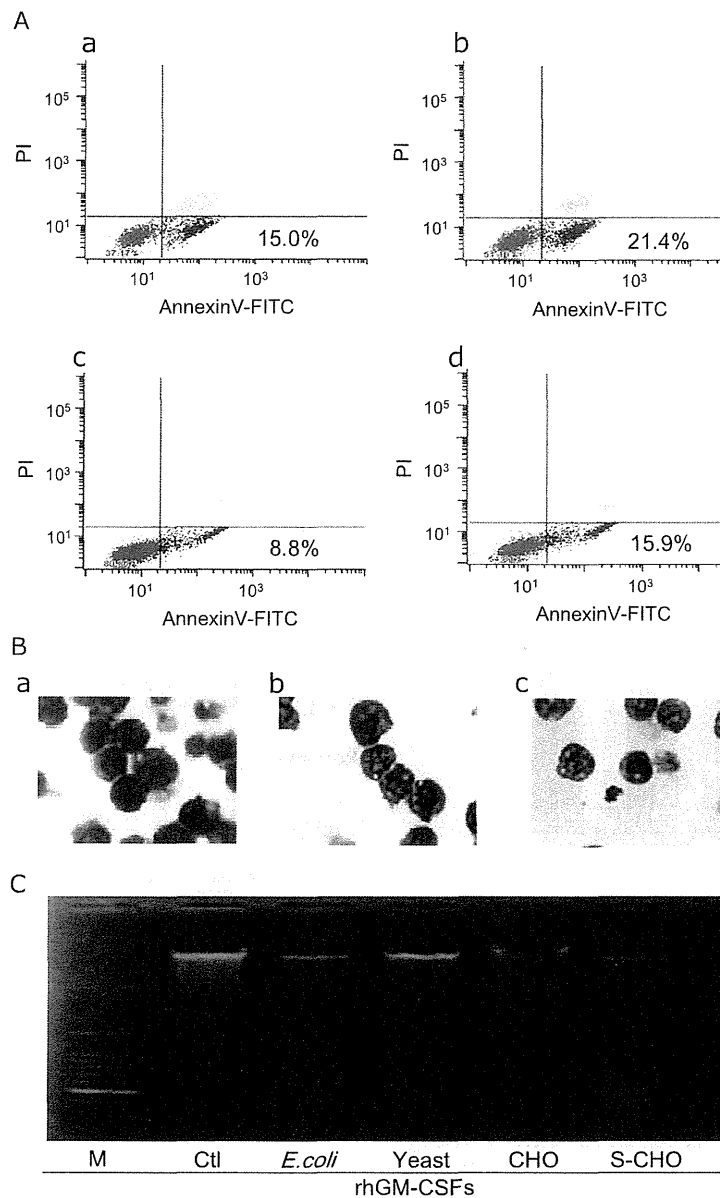 A
a
b
PI
10⁵
10³
10¹
15.0%
10¹ 10³
AnnexinV-FITC
PI
10⁵
10³
10¹
21.4%
10¹ 10³
AnnexinV-FITC
c
d
PI
10⁵
10³
10¹
8.8%
10¹ 10³
AnnexinV-FITC
PI
10⁵
10³
10¹
15.9%
10¹ 10³
AnnexinV-FITC
B
a
b
c
C
M Ctl E.coli Yeast CHO S-CHO
rhGM-CSFs